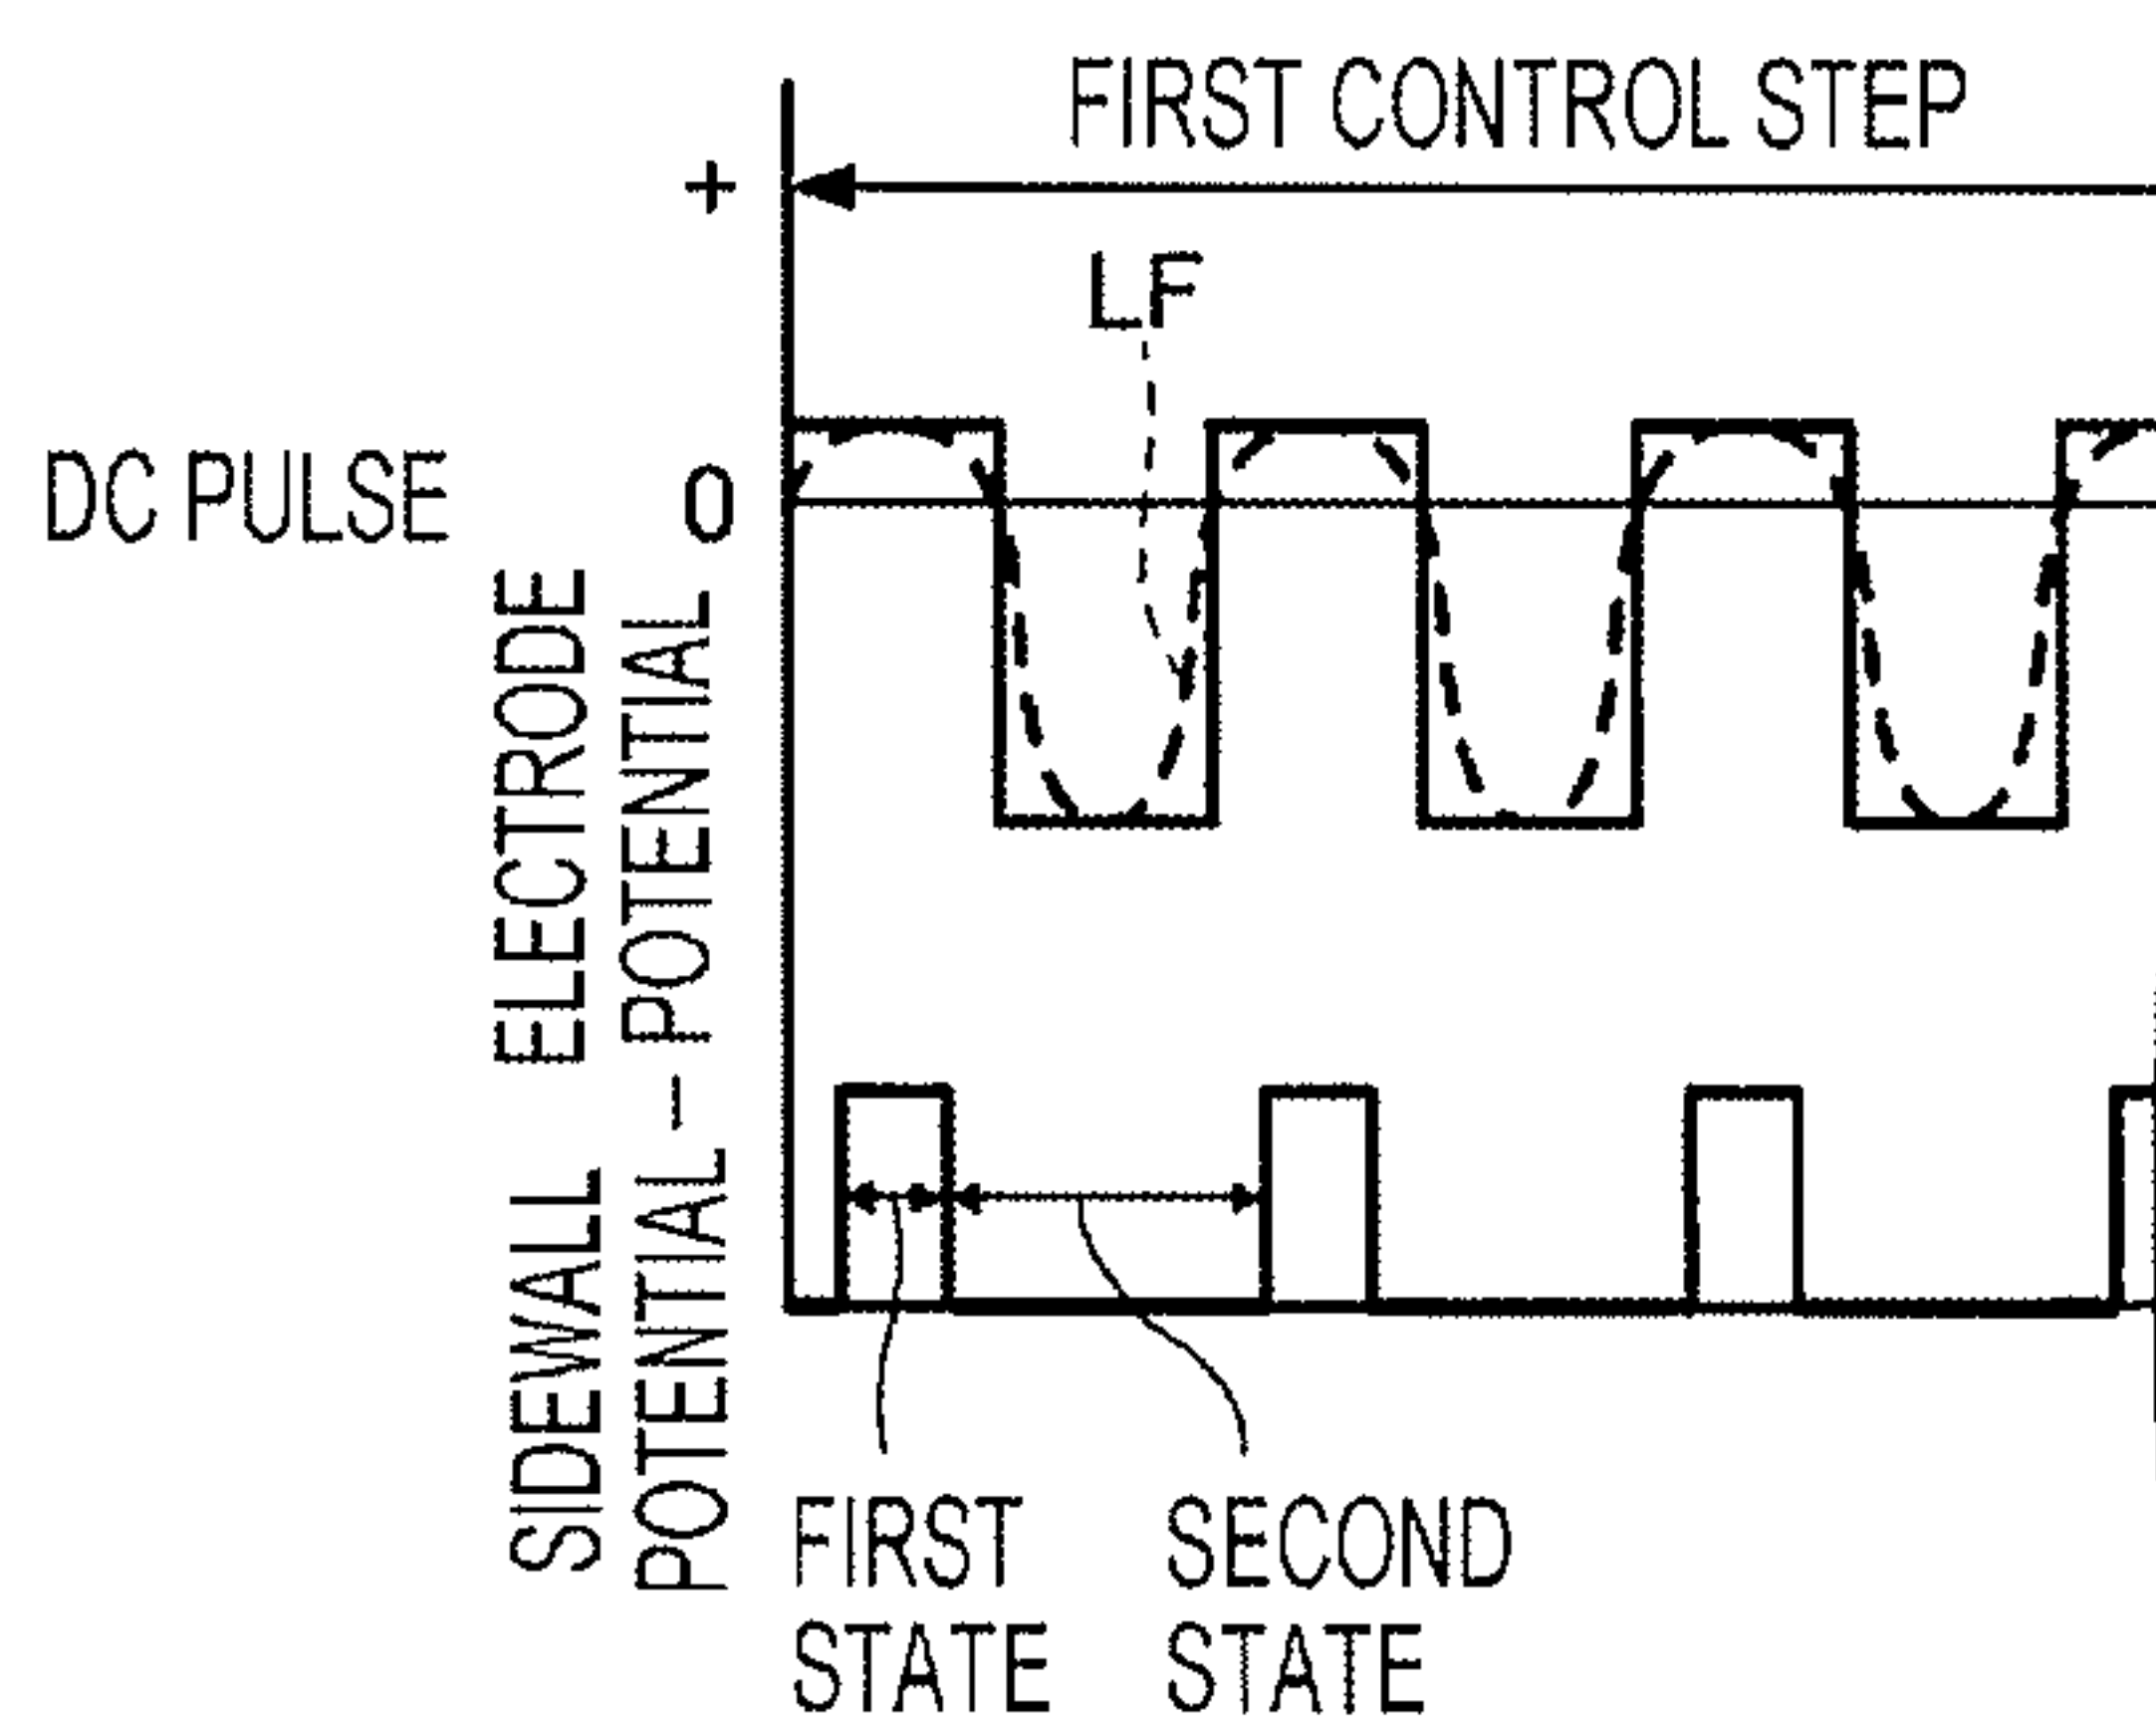 FIRST CONTROL STEP
+
LF
DC PULSE
0
ELECTRODE
POTENTIAL
SIDEWALL
POTENTIAL -
FIRST
STATE
SECOND
STATE